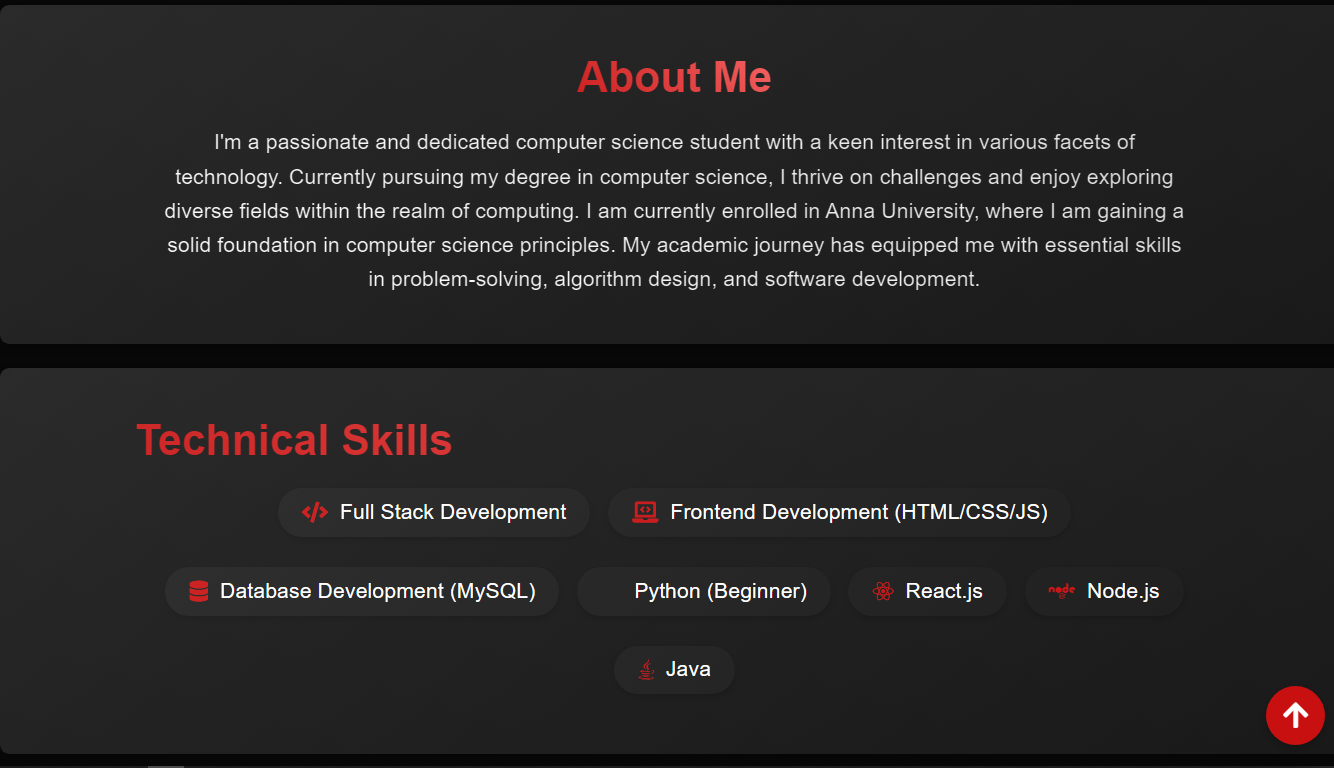 About Me
I'm a passionate and dedicated computer science student with a keen interest in various facets of
technology. Currently pursuing my degree in computer science, I thrive on challenges and enjoy exploring
diverse fields within the realm of computing. I am currently enrolled in Anna University, where I am gaining a
solid foundation in computer science principles. My academic journey has equipped me with essential skills
in problem-solving, algorithm design, and software development.
Technical Skills
Full Stack Development
Frontend Development (HTML/CSS/JS)
Database Development (MySQL)
Python (Beginner)
React.js
node
Node.js
Java